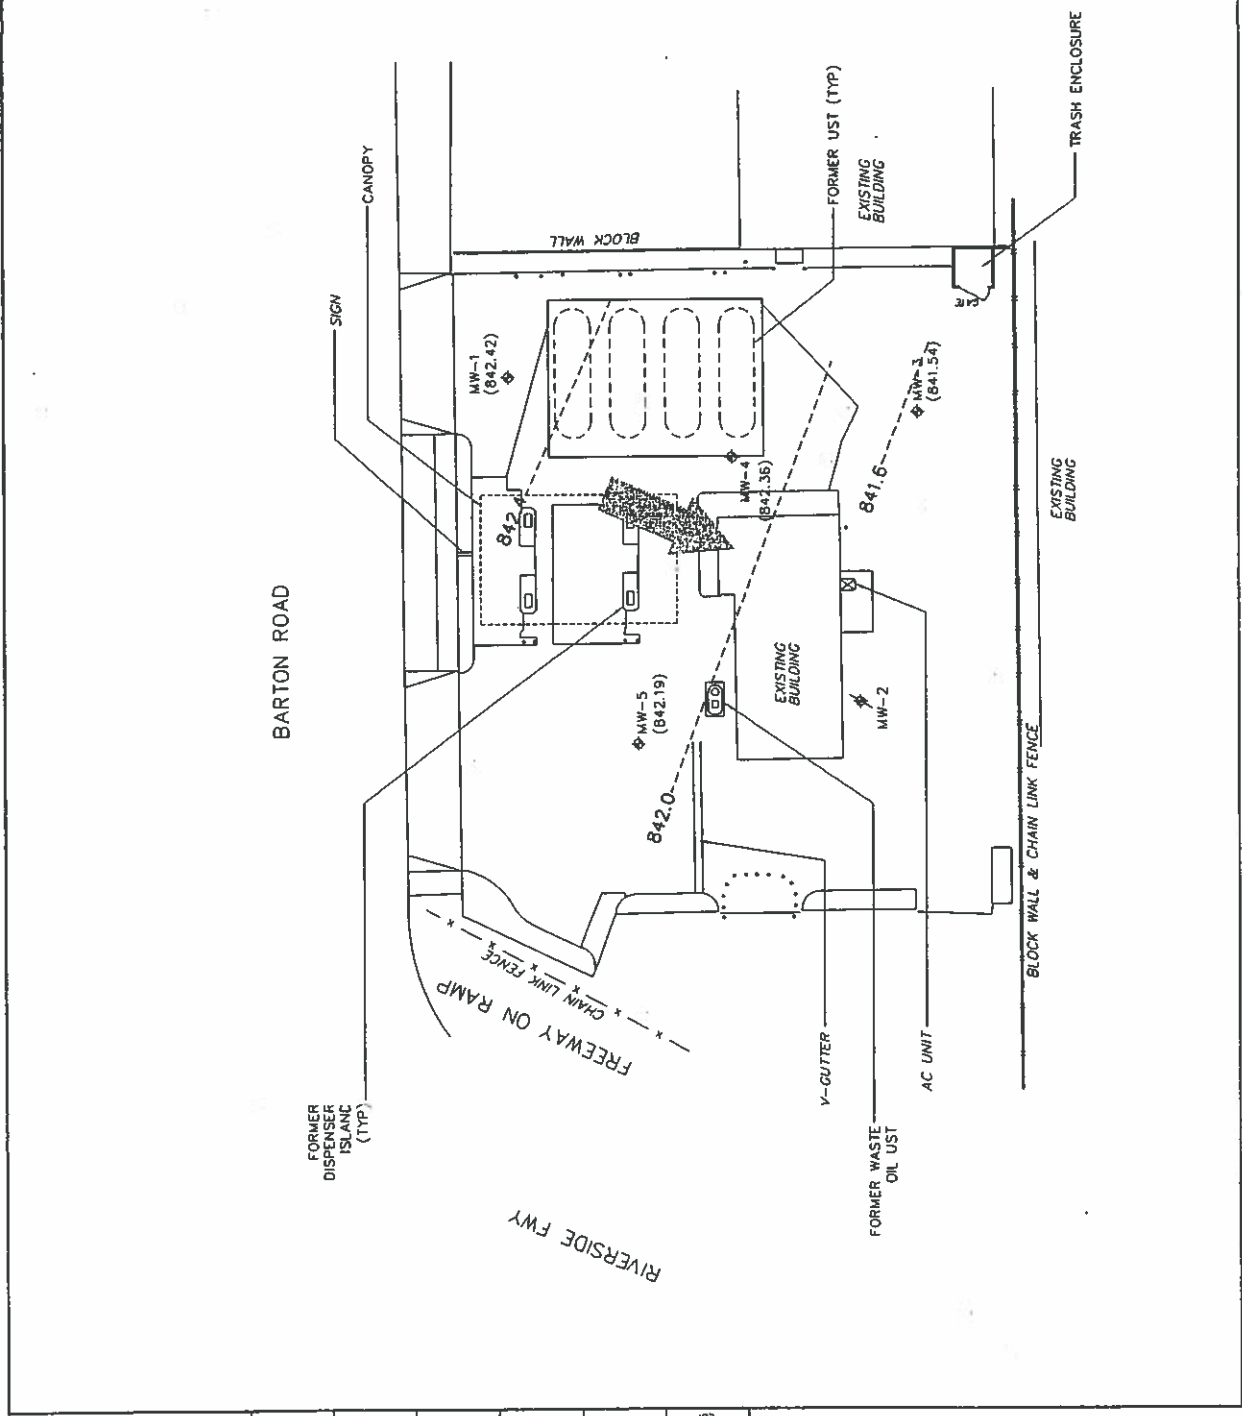 BARTON ROAD
SIGN
CANOPY
FORMER
DISPENSER
ISLAND
(TYP)
MW-1
(842.42)
BLOCK WALL
842.4
FREEWAY ON RAMP
CHAIN LINK FENCE
RIVERSIDE FWY
MW-5
(842.19)
842.0
MW-4
(842.36)
FORMER UST (TYP)
EXISTING
BUILDING
EXISTING
BUILDING
MW-2
841.6
MW-3
(841.54)
GATE
V-GUTTER
FORMER WASTE
OIL UST
AC UNIT
TRASH ENCLOSURE
BLOCK WALL & CHAIN LINK FENCE
EXISTING
BUILDING